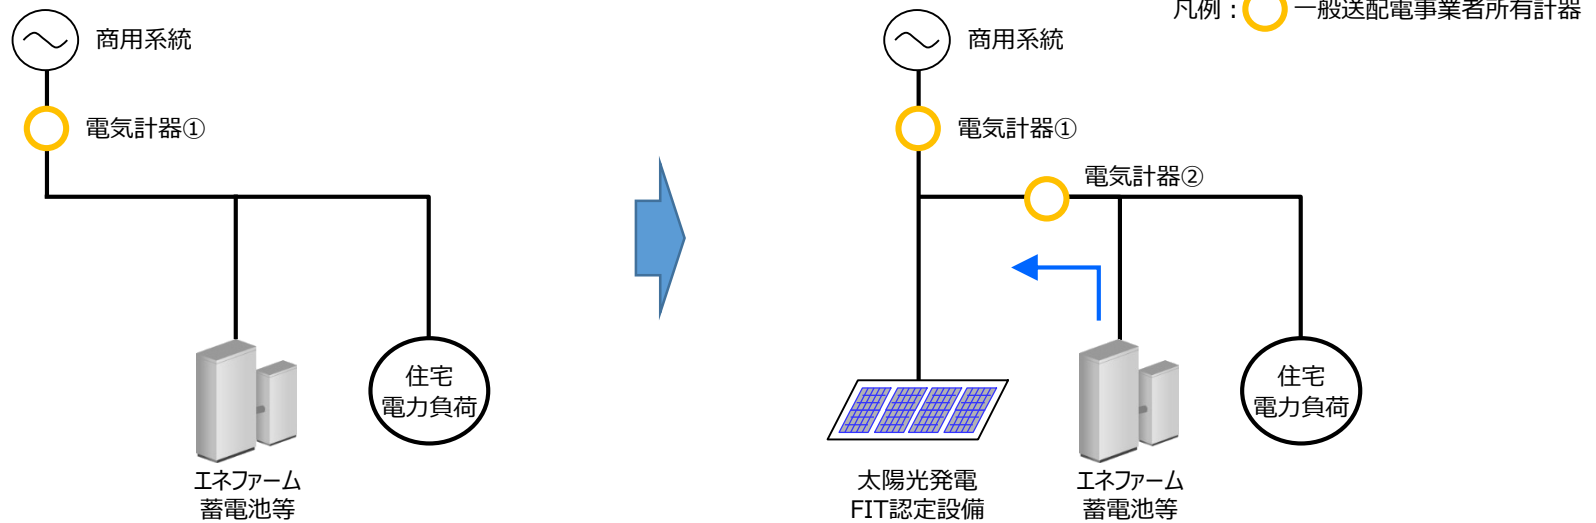 凡例：
一般送配電事業者所有計器
商用系統
電気計器①
住宅
電力負荷
エネファーム
蓄電池等
商用系統
電気計器①
電気計器②
太陽光発電
FIT認定設備
エネファーム
蓄電池等
住宅
電力負荷